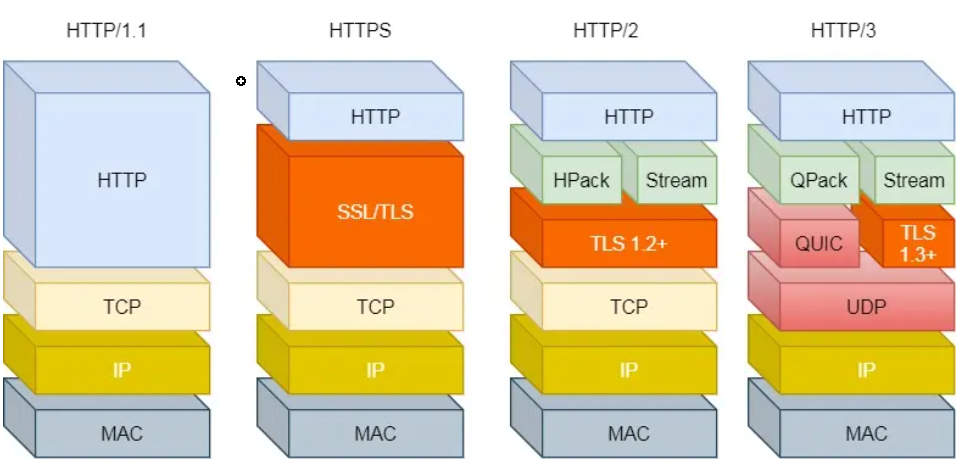 HTTP/1.1 HTTPS HTTP/2 HTTP/3
HTTP HTTP HTTP
HTTP HPack Stream QPack Stream
SSL/TLS
TLS 1.2+ QUIC TLS
1.3+
TCP TCP TCP UDP
IP IP IP IP
MAC MAC MAC MAC